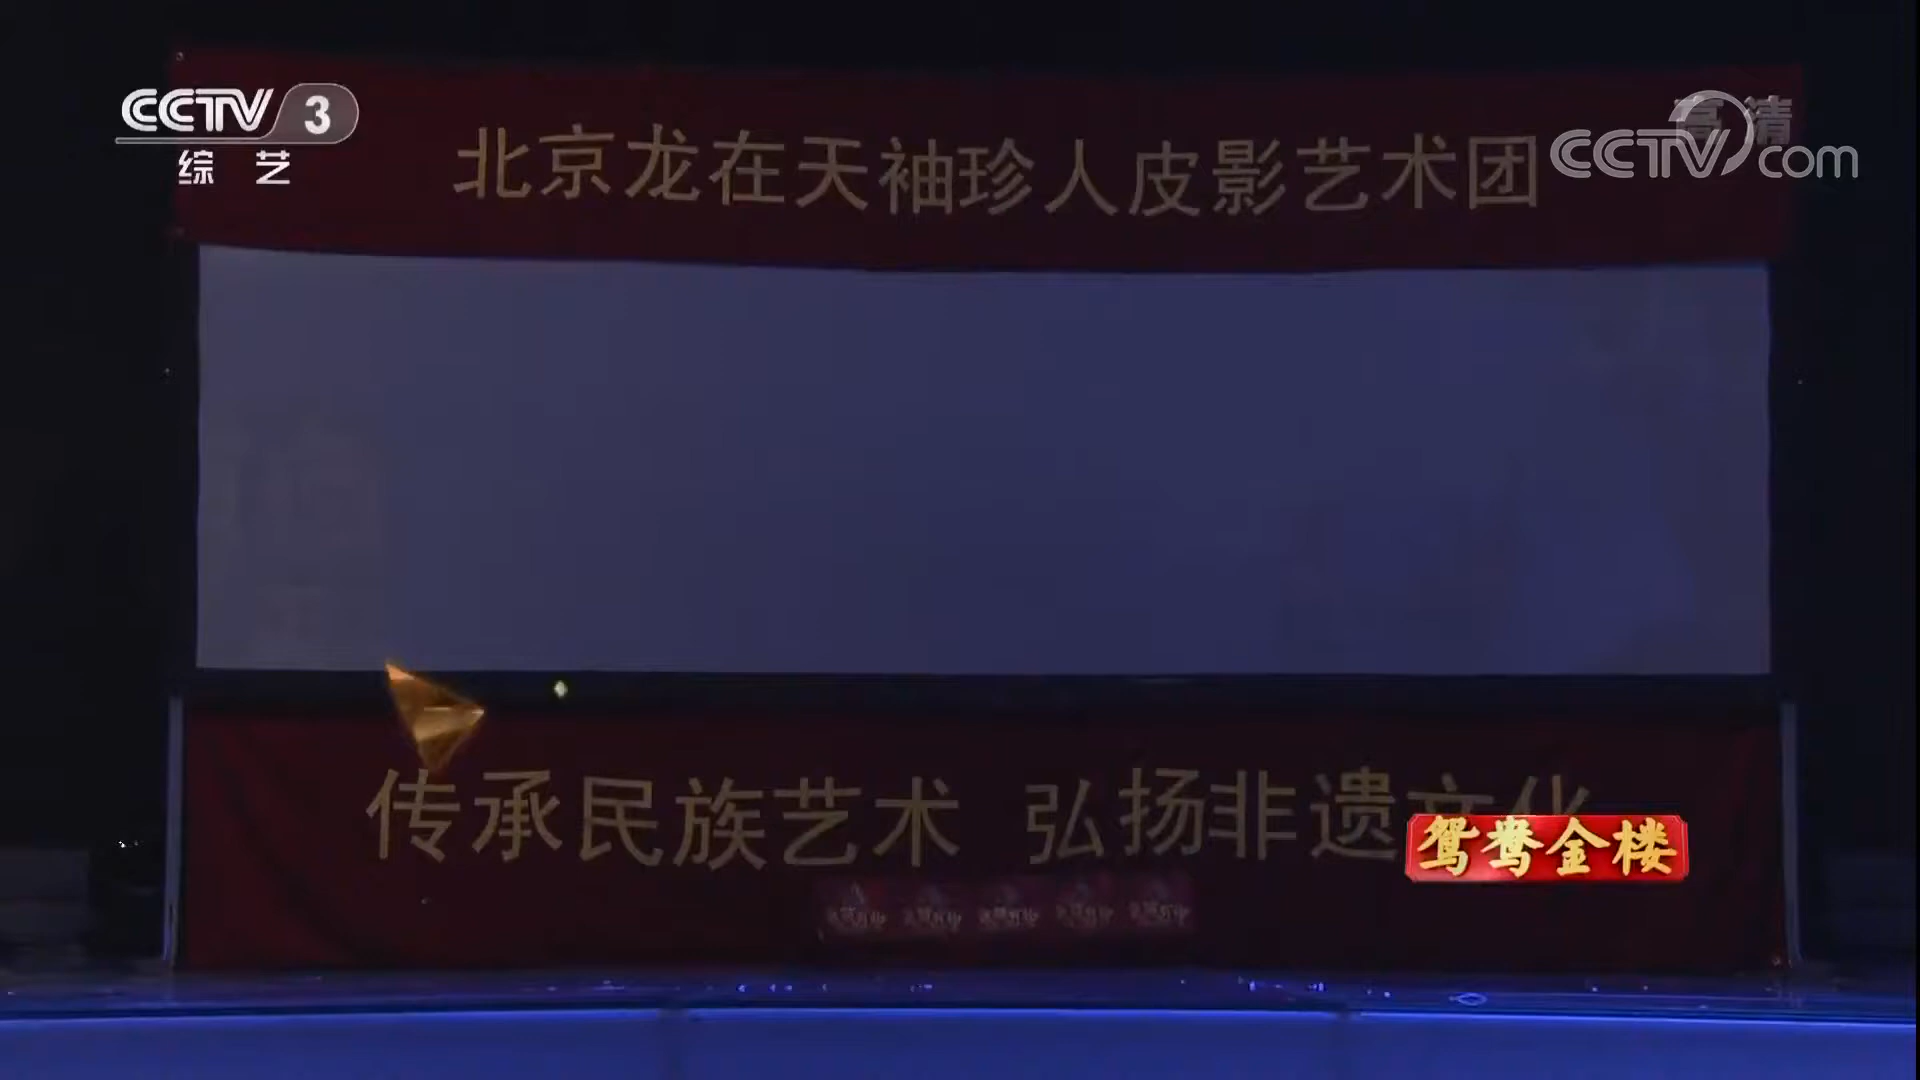 CCTV 3
综艺
高清
CCTV.com
北京龙在天袖珍人皮影艺术团
传承民族艺术 弘扬非遗文化
鸳鸯金楼